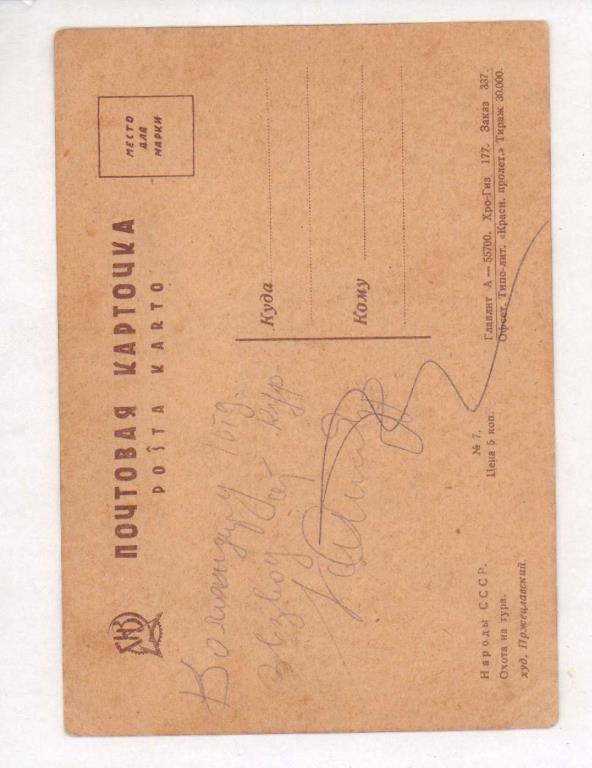 ПОЧТОВАЯ КАРТОЧКА
POŜTA KARTO
МЕСТО
ДЛЯ
МАРКИ
Командиру
Куда
Кому
Народы СССР.
Охота на тура.
худ. Пржецлавский.
№ 7.
Цена 5 коп.
Главлит А — 55700. Хро-Гиз 177. Заказ 337.
Офсет. Типо-лит. «Красн. пролет.» Тираж 30.000.